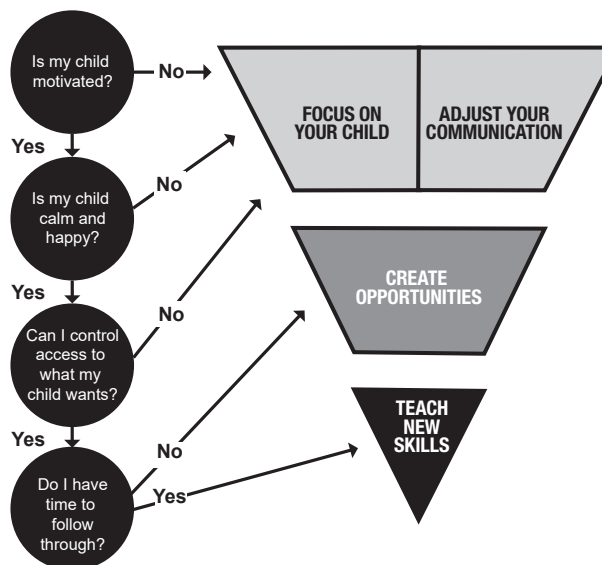 Is my child
motivated?
No
Yes
Is my child
calm and
happy?
No
Yes
Can I control
access to
what my
child wants?
No
Yes
Do I have
time to
follow
through?
No
Yes
FOCUS ON
YOUR CHILD
ADJUST YOUR
COMMUNICATION
CREATE
OPPORTUNITIES
TEACH
NEW
SKILLS